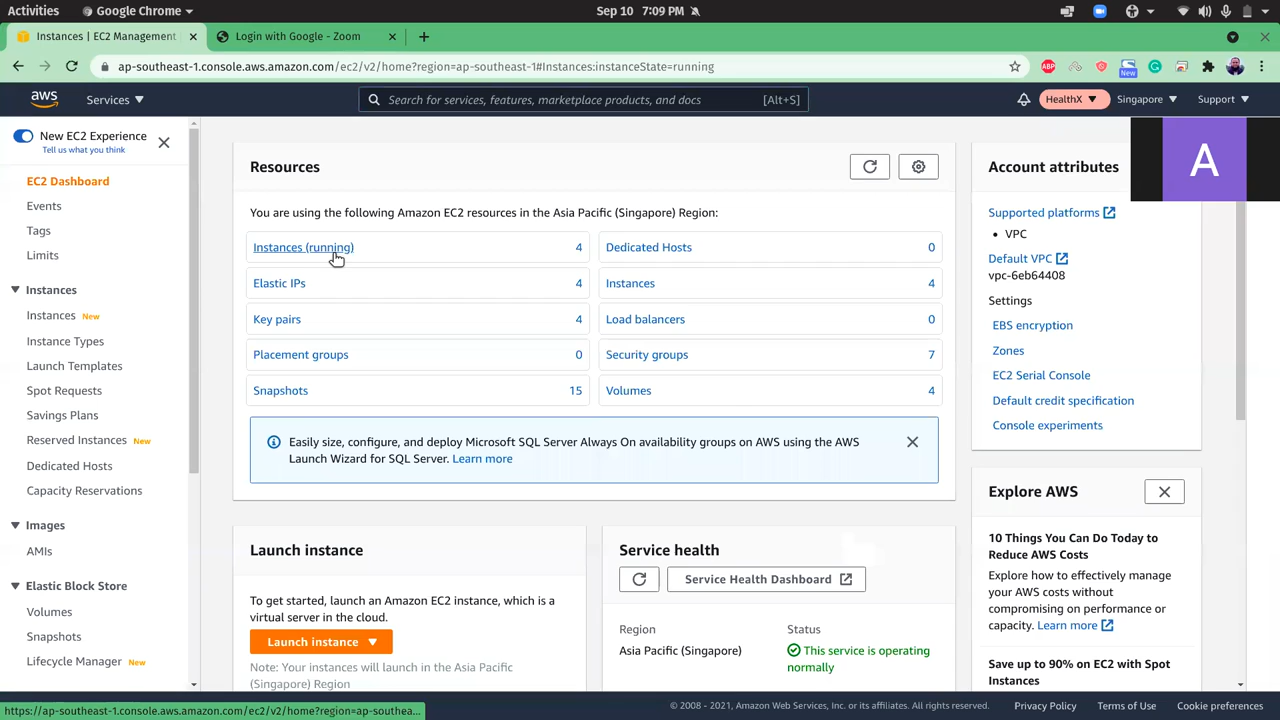 Activities
Google Chrome
Sep 10 7:09 PM
Instances | EC2 Management
Login with Google - Zoom
ap-southeast-1.console.aws.amazon.com/ec2/v2/home?region=ap-southeast-1#Instances:instanceState=running
ABP
New
aws
Services
Search for services, features, marketplace products, and docs
[Alt+S]
HealthX
Singapore
Support
New EC2 Experience
Tell us what you think
EC2 Dashboard
Events
Tags
Limits
Instances
Instances New
Instance Types
Launch Templates
Spot Requests
Savings Plans
Reserved Instances New
Dedicated Hosts
Capacity Reservations
Images
AMIs
Elastic Block Store
Volumes
Snapshots
Lifecycle Manager New
Resources
You are using the following Amazon EC2 resources in the Asia Pacific (Singapore) Region:
Instances (running) 4
Dedicated Hosts 0
Elastic IPs 4
Instances 4
Key pairs 4
Load balancers 0
Placement groups 0
Security groups 7
Snapshots 15
Volumes 4
Easily size, configure, and deploy Microsoft SQL Server Always On availability groups on AWS using the AWS
Launch Wizard for SQL Server. Learn more
Launch instance
To get started, launch an Amazon EC2 instance, which is a
virtual server in the cloud.
Launch instance
Note: Your instances will launch in the Asia Pacific
(Singapore) Region
Service health
Service Health Dashboard
Region
Status
Asia Pacific (Singapore)
This service is operating
normally
Account attributes
A
Supported platforms
• VPC
Default VPC
vpc-6eb64408
Settings
EBS encryption
Zones
EC2 Serial Console
Default credit specification
Console experiments
Explore AWS
10 Things You Can Do Today to
Reduce AWS Costs
Explore how to effectively manage
your AWS costs without
compromising on performance or
capacity. Learn more
Save up to 90% on EC2 with Spot
Instances
https://ap-southeast-1.console.aws.amazon.com/ec2/v2/home?region=ap-southea...
© 2008 - 2021, Amazon Web Services, Inc. or its affiliates. All rights reserved.
Privacy Policy
Terms of Use
Cookie preferences